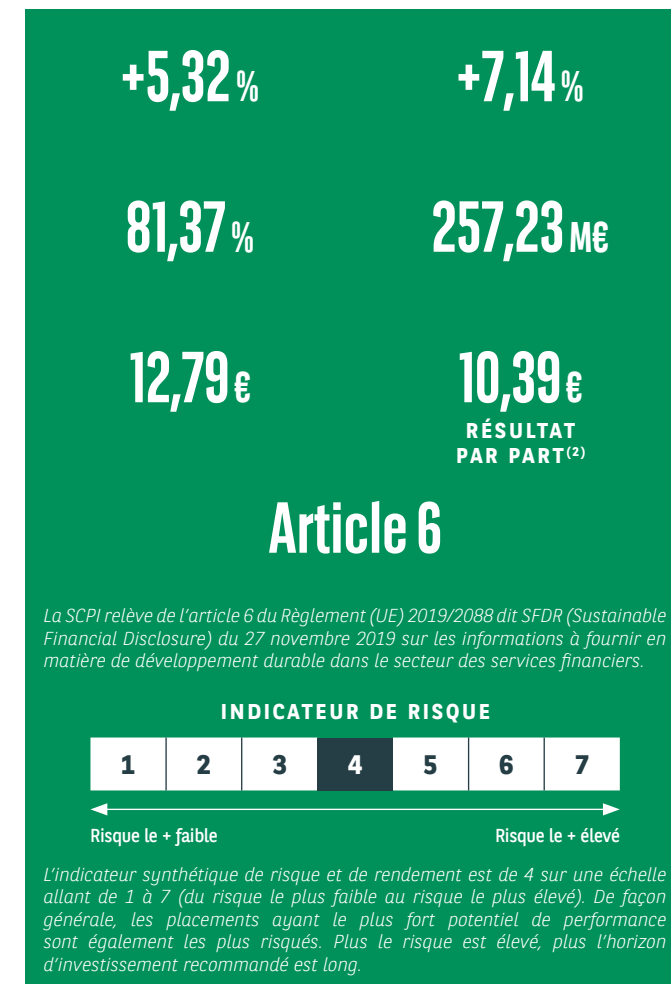 +5,32 %
+7,14 %
81,37 %
257,23 M€
12,79 €
10,39 €
RÉSULTAT
PAR PART(2)
Article 6
La SCPI relève de l'article 6 du Règlement (UE) 2019/2088 dit SFDR (Sustainable
Financial Disclosure) du 27 novembre 2019 sur les informations à fournir en
matière de développement durable dans le secteur des services financiers.
INDICATEUR DE RISQUE
1 2 3 4 5 6 7
Risque le + faible
Risque le + élevé
L'indicateur synthétique de risque et de rendement est de 4 sur une échelle
allant de 1 à 7 (du risque le plus faible au risque le plus élevé). De façon
générale, les placements ayant le plus fort potentiel de performance
sont également les plus risqués. Plus le risque est élevé, plus l'horizon
d'investissement recommandé est long.